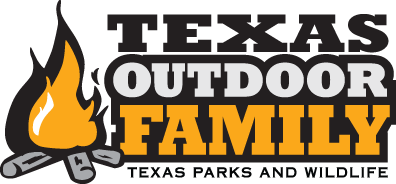 TEXAS
OUTDOOR
FAMILY
TEXAS PARKS AND WILDLIFE